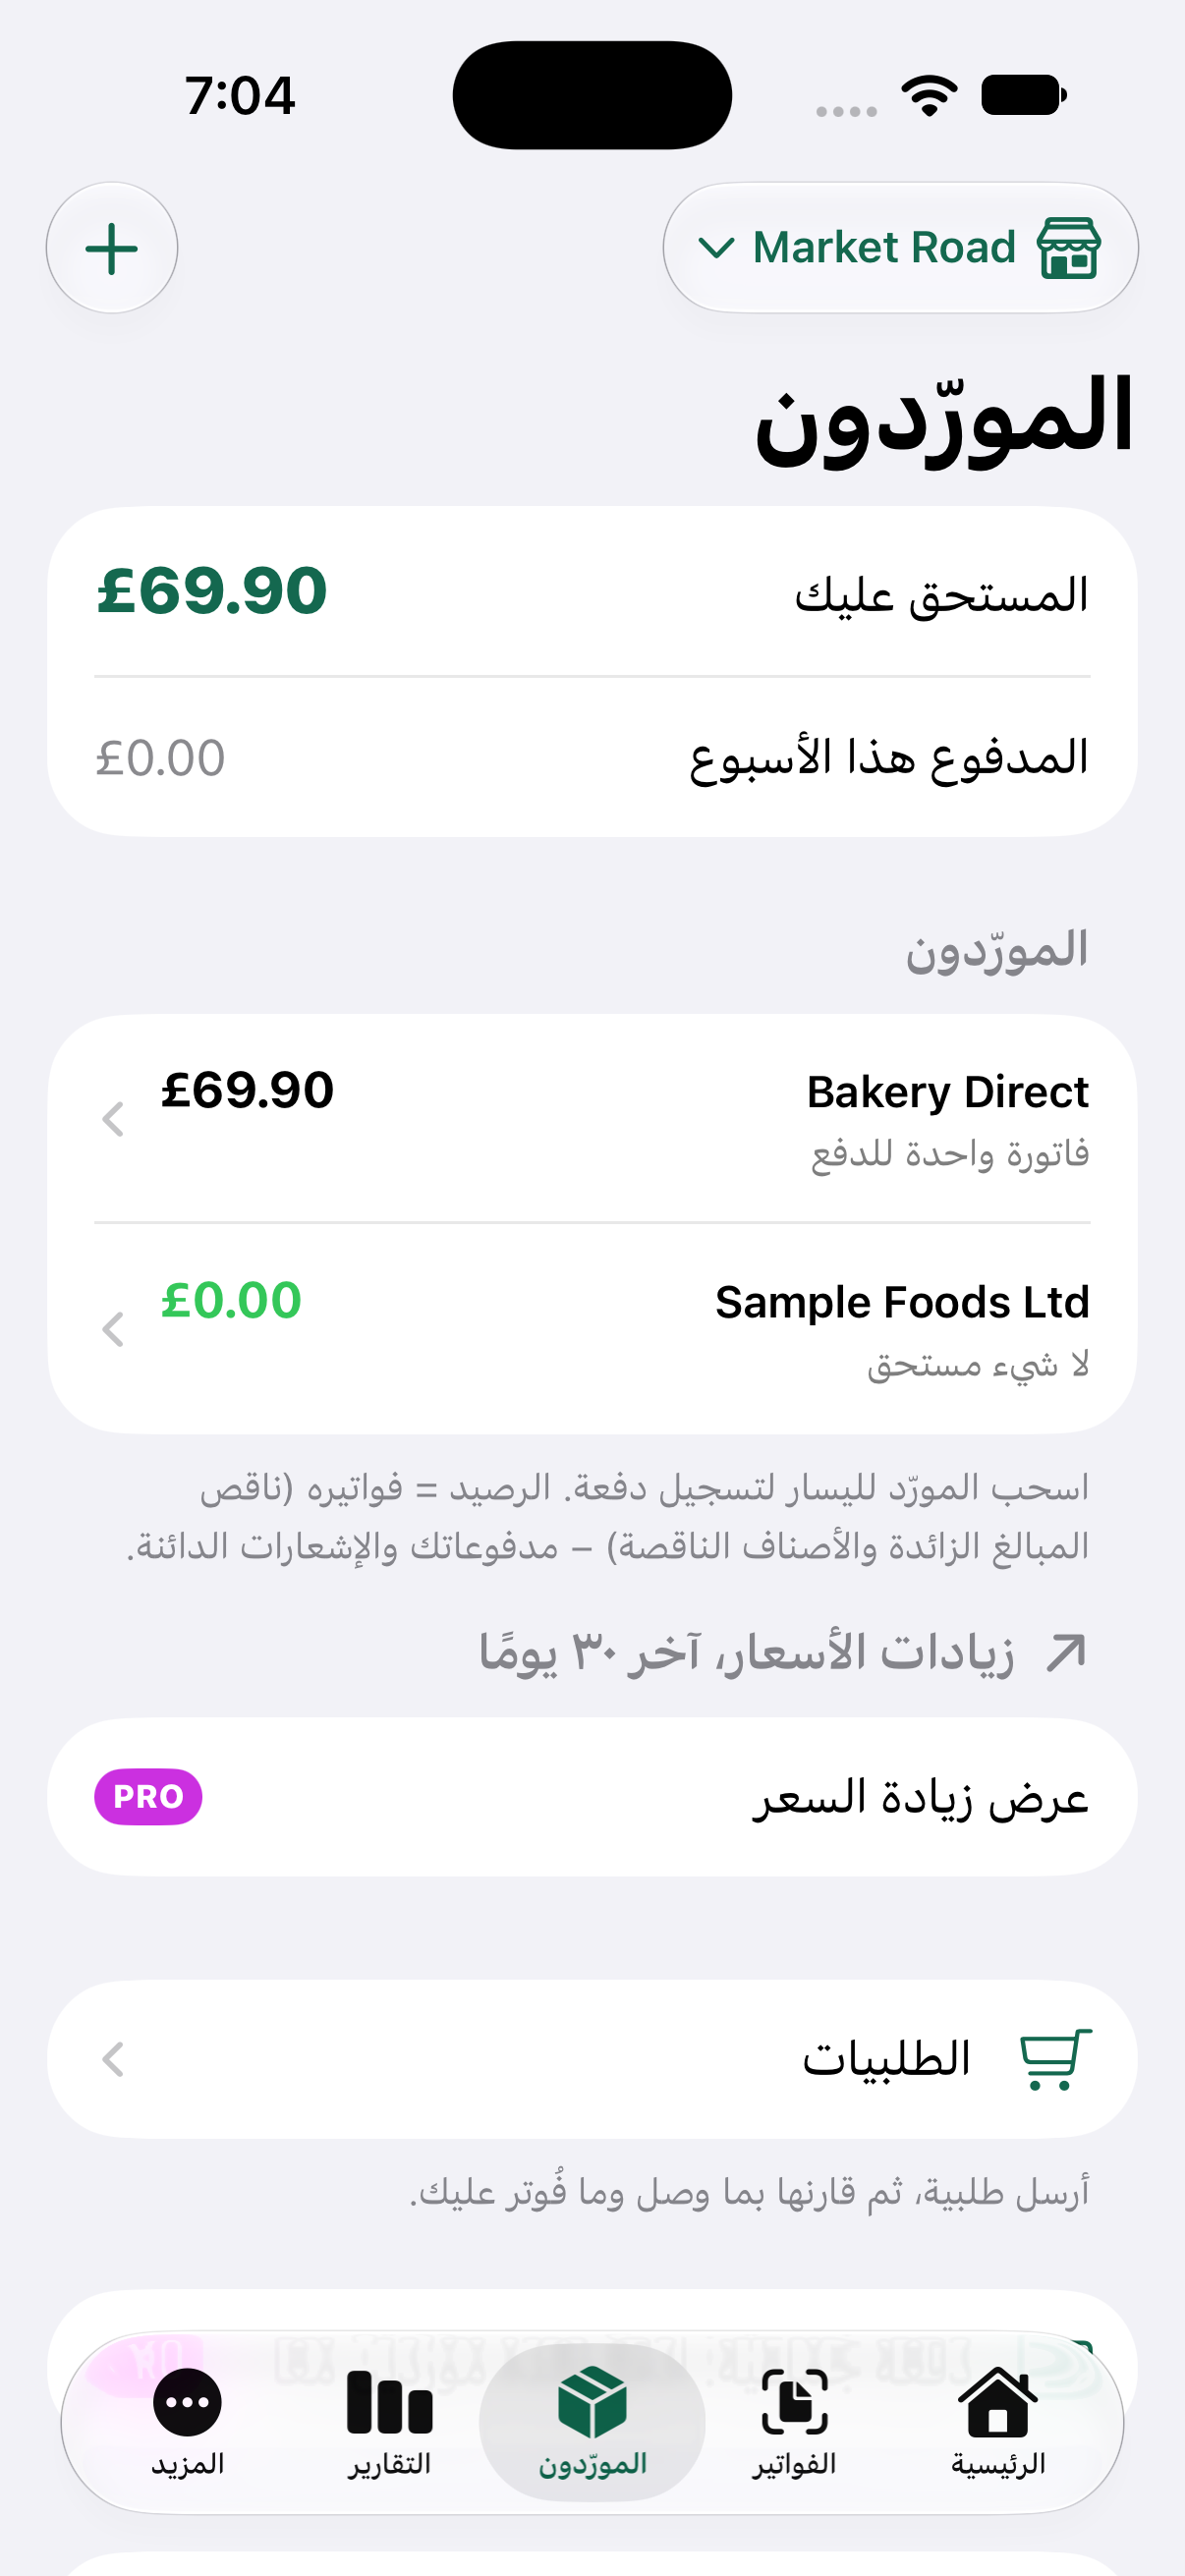 7:04
Market Road
المورّدون
المستحق عليك
£69.90
المدفوع هذا الأسبوع
£0.00
المورّدون
Bakery Direct
£69.90
فاتورة واحدة للدفع
Sample Foods Ltd
£0.00
لا شيء مستحق
اسحب المورّد لليسار لتسجيل دفعة. الرصيد = فواتيره (ناقص
المبالغ الزائدة والأصناف الناقصة) – مدفوعاتك والإشعارات الدائنة.
زيادات الأسعار، آخر ٣٠ يومًا
عرض زيادة السعر
PRO
الطلبيات
أرسل طلبية، ثم قارنها بما وصل وما فُوتر عليك.
الرئيسية
الفواتير
المورّدون
التقارير
المزيد